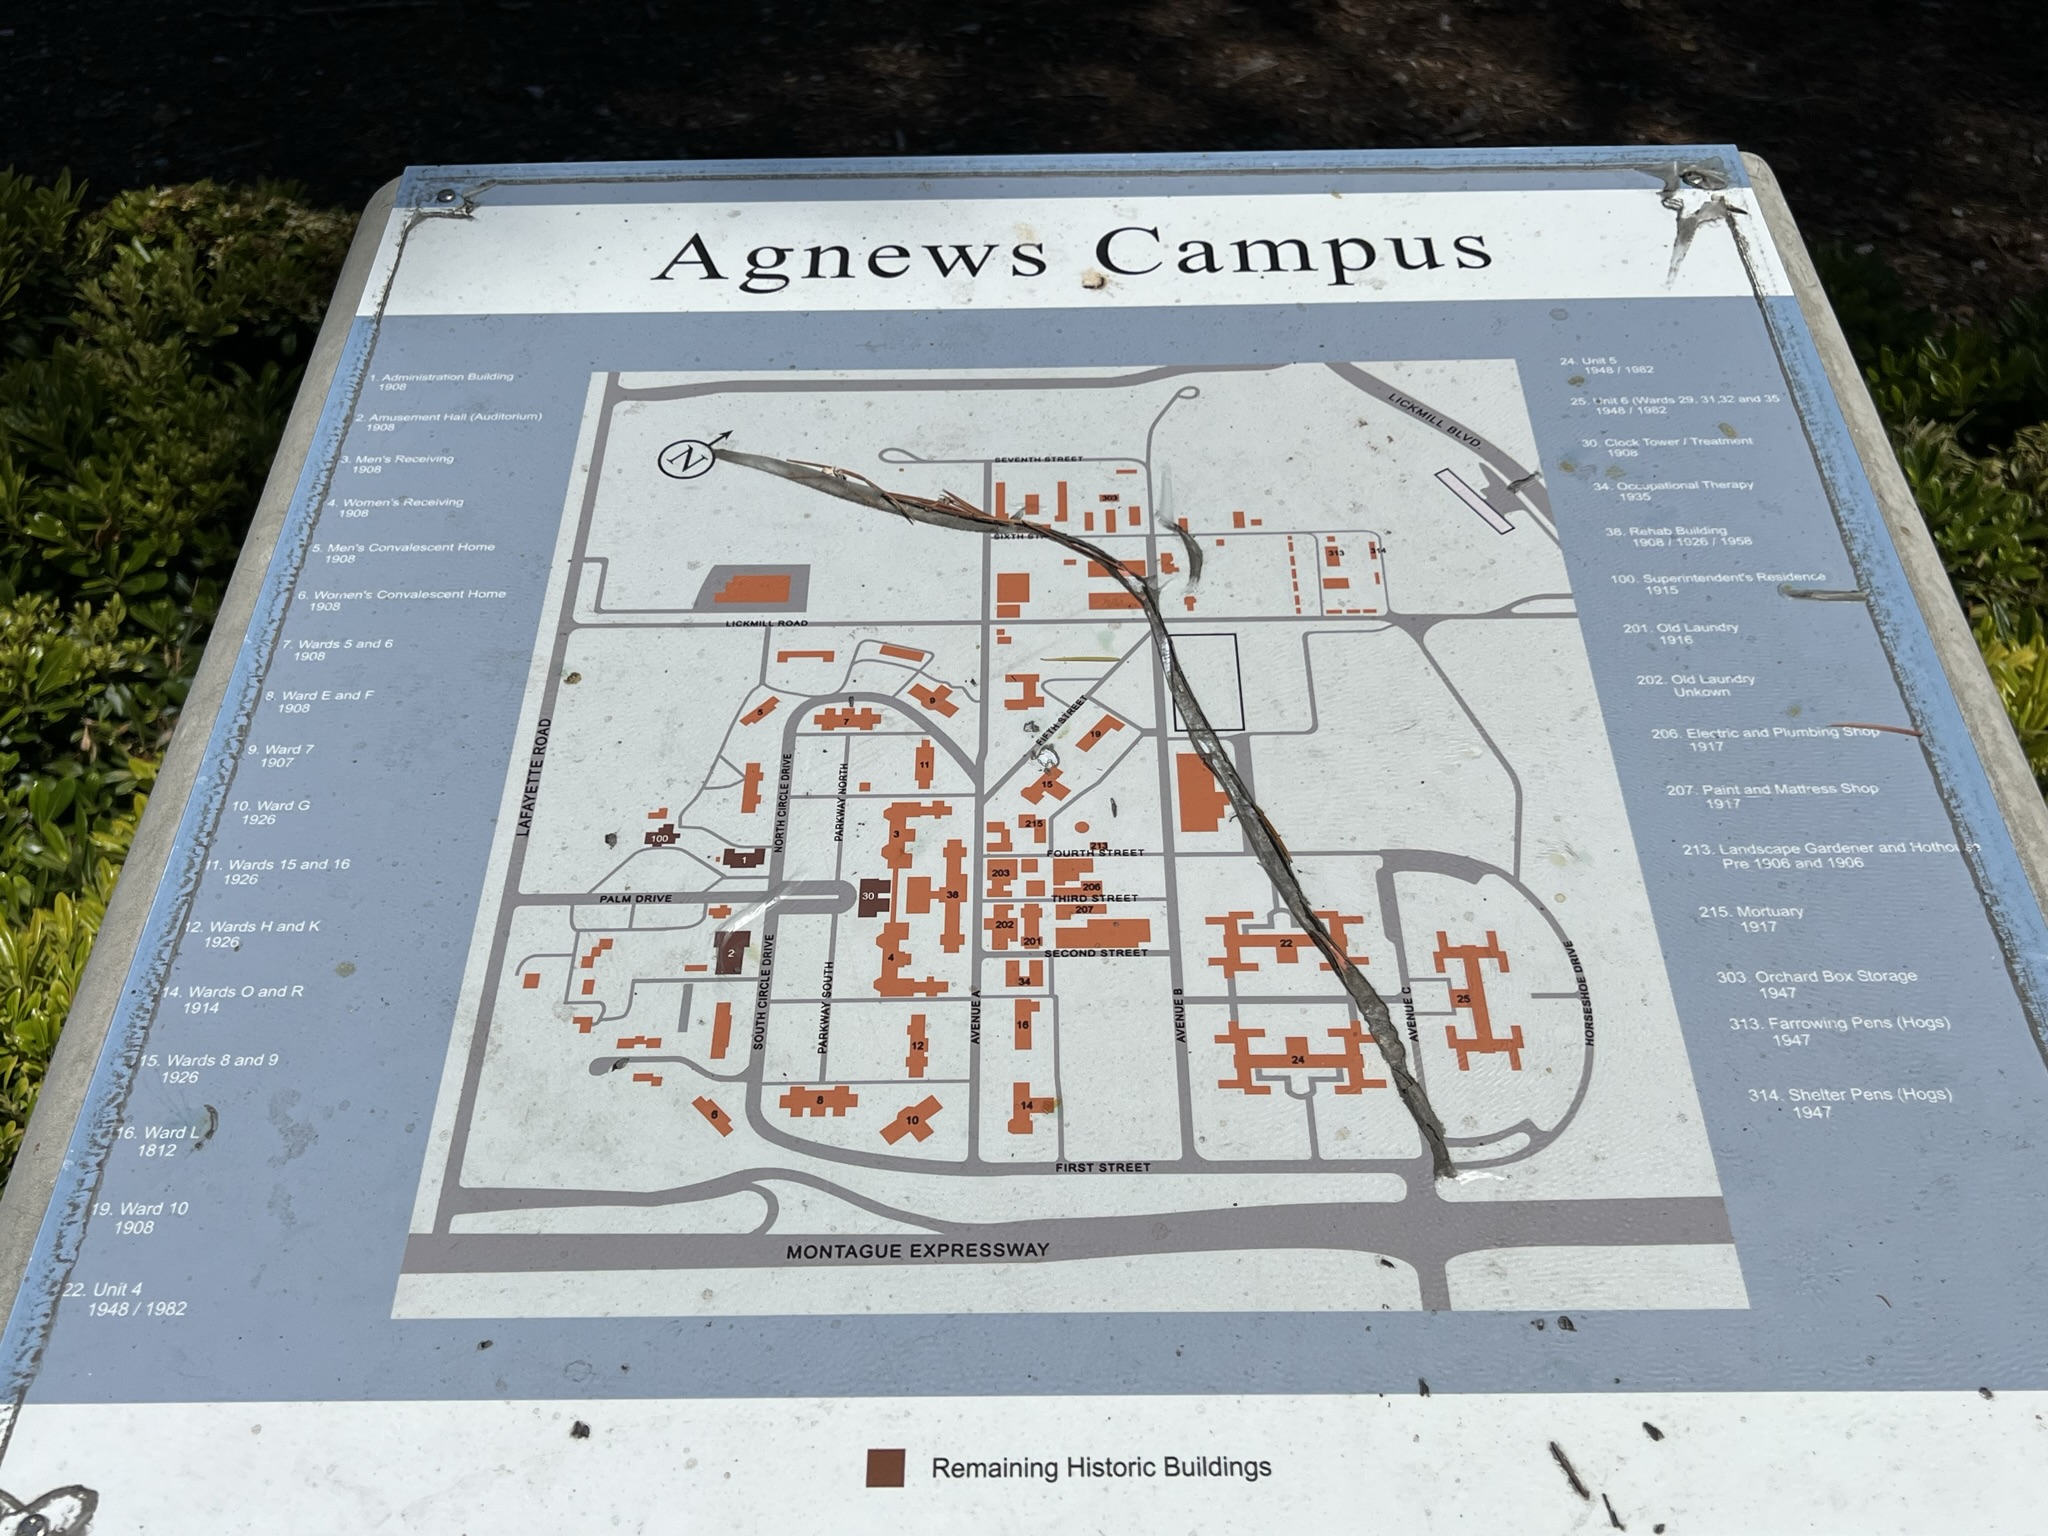 Agnews Campus
1. Administration Building
1908
2. Amusement Hall (Auditorium)
1908
3. Men's Receiving
1908
4. Women's Receiving
1908
5. Men's Convalescent Home
1908
6. Women's Convalescent Home
1908
7. Wards 5 and 6
1908
8. Ward E and F
1908
9. Ward 7
1907
10. Ward G
1926
11. Wards 15 and 16
1926
12. Wards H and K
1926
14. Wards O and R
1914
15. Wards 8 and 9
1926
16. Ward L
1812
19. Ward 10
1908
22. Unit 4
1948 / 1982
N
LICKMILL BLVD.
SEVENTH STREET
303
SIXTH
313
314
LICKMILL ROAD
5
7
9
FIFTH STREET
19
11
15
LAFAYETTE ROAD
NORTH CIRCLE DRIVE
PARKWAY NORTH
3
215
213
100
1
FOURTH STREET
203
206
30
38
PALM DRIVE
THIRD STREET
207
202
201
2
4
SECOND STREET
22
34
25
SOUTH CIRCLE DRIVE
PARKWAY SOUTH
AVENUE A
AVENUE B
AVENUE C
HORSESHOE DRIVE
16
12
24
6
8
10
14
FIRST STREET
MONTAGUE EXPRESSWAY
24. Unit 5
1948 / 1982
25. Unit 6 (Wards 29, 31,32 and 35
1948 / 1982
30. Clock Tower / Treatment
1908
34. Occupational Therapy
1935
38. Rehab Building
1908 / 1926 / 1958
100. Superintendent's Residence
1915
201. Old Laundry
1916
202. Old Laundry
Unkown
206. Electric and Plumbing Shop
1917
207. Paint and Mattress Shop
1917
213. Landscape Gardener and Hothouse
Pre 1906 and 1906
215. Mortuary
1917
303. Orchard Box Storage
1947
313. Farrowing Pens (Hogs)
1947
314. Shelter Pens (Hogs)
1947
Remaining Historic Buildings